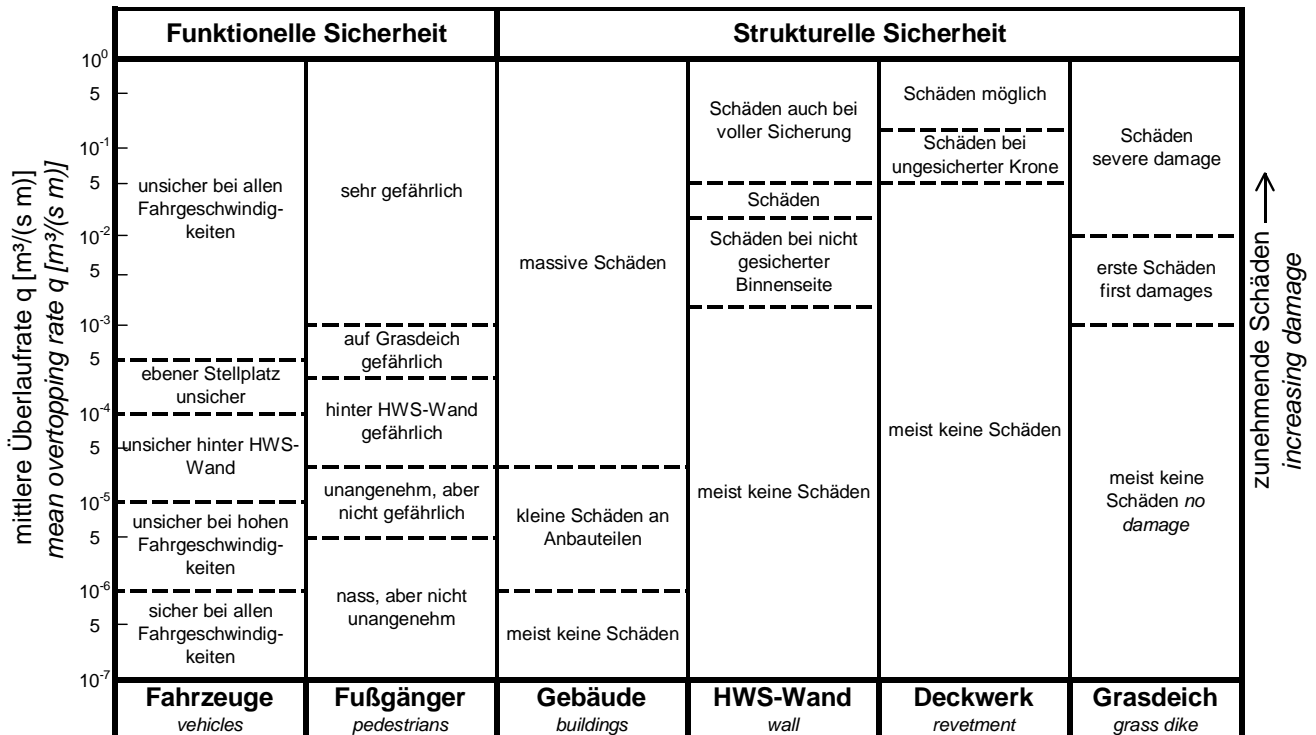 Funktionelle Sicherheit
Strukturelle Sicherheit
mittlere Überlaufrate q [m³/(s m)]
mean overtopping rate q [m³/(s m)]
10⁰
5
10⁻¹
5
10⁻²
5
10⁻³
5
10⁻⁴
5
10⁻⁵
5
10⁻⁶
5
10⁻⁷
unsicher bei allen
Fahrgeschwindig-
keiten
ebener Stellplatz
unsicher
unsicher hinter HWS-
Wand
unsicher bei hohen
Fahrgeschwindig-
keiten
sicher bei allen
Fahrgeschwindig-
keiten
sehr gefährlich
auf Grasdeich
gefährlich
hinter HWS-Wand
gefährlich
unangenehm, aber
nicht gefährlich
nass, aber nicht
unangenehm
massive Schäden
kleine Schäden an
Anbauteilen
meist keine Schäden
Schäden auch bei
voller Sicherung
Schäden
Schäden bei nicht
gesicherter
Binnenseite
meist keine Schäden
Schäden möglich
Schäden bei
ungesicherter Krone
meist keine Schäden
Schäden
severe damage
erste Schäden
first damages
meist keine
Schäden no
damage
zunehmende Schäden
increasing damage
Fahrzeuge
vehicles
Fußgänger
pedestrians
Gebäude
buildings
HWS-Wand
wall
Deckwerk
revetment
Grasdeich
grass dike